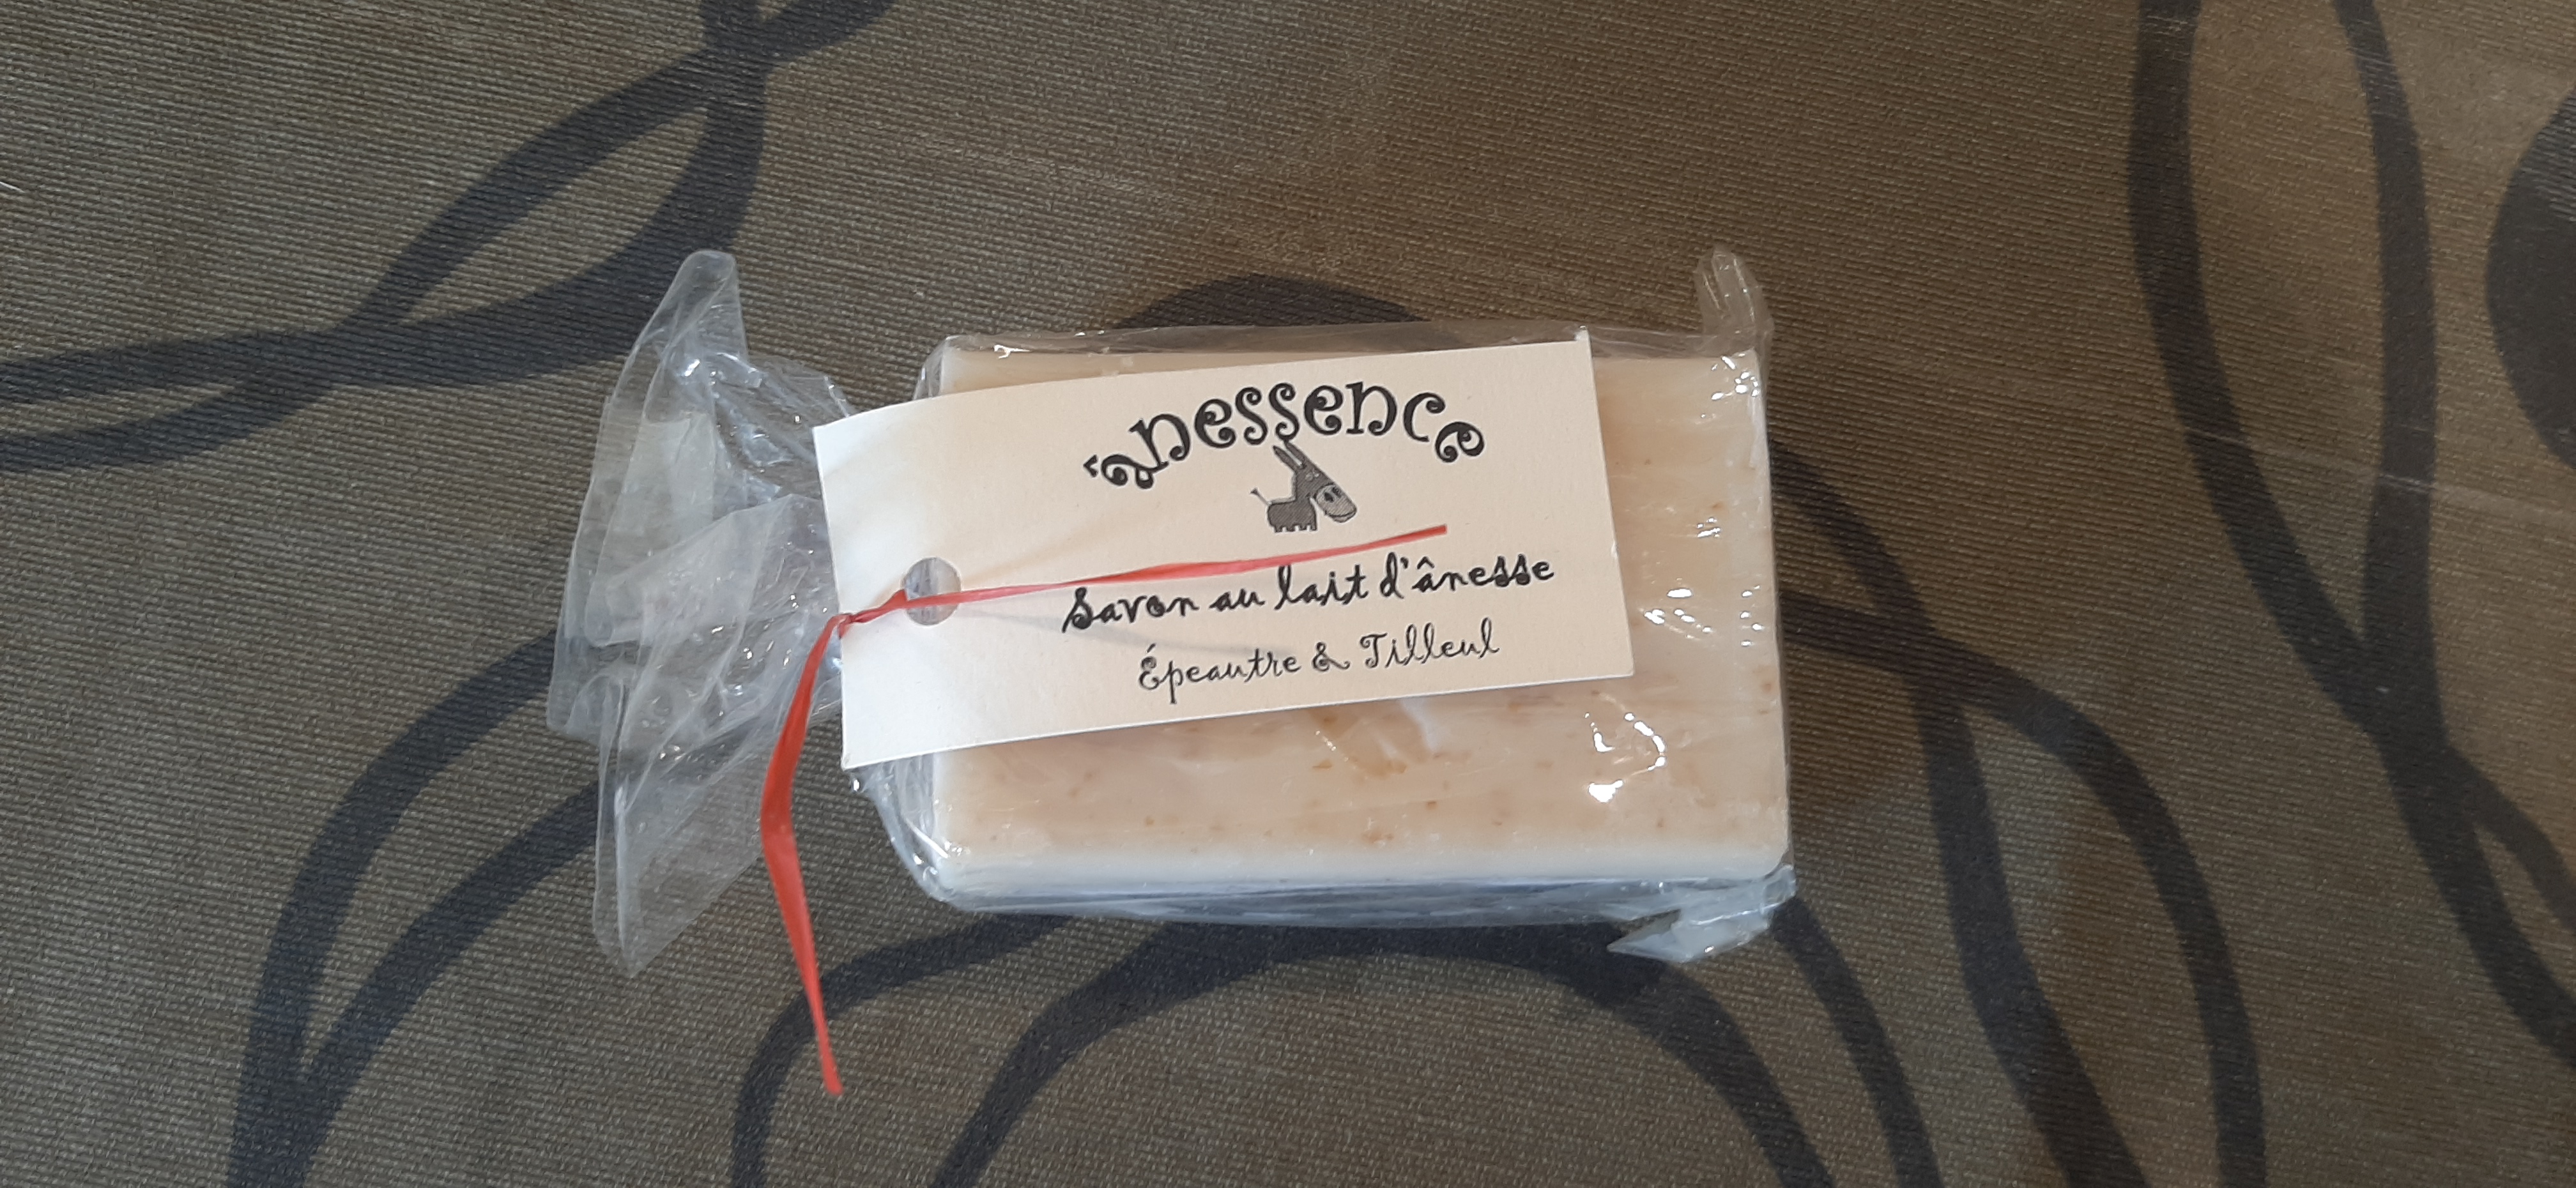 ânessence
Savon au lait d'ânesse
Épeautre & Tilleul